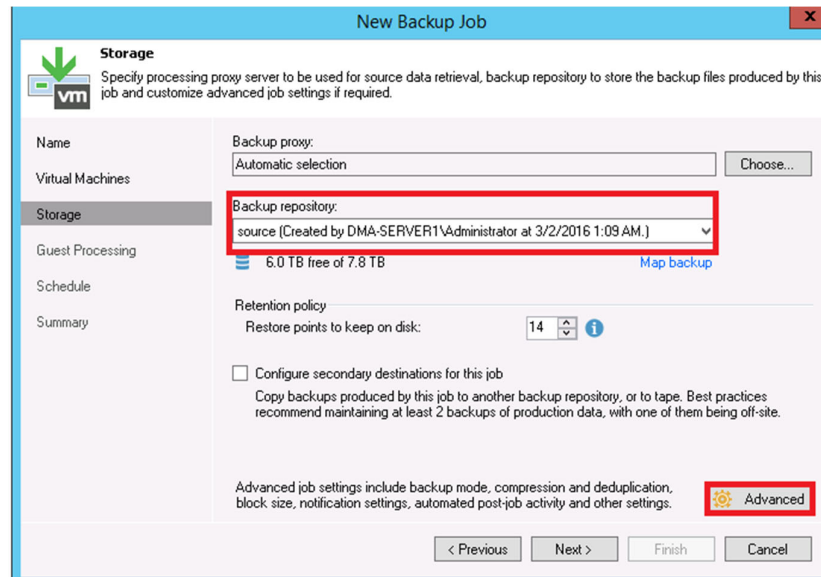 New Backup Job
x
Storage
Specify processing proxy server to be used for source data retrieval, backup repository to store the backup files produced by this
job and customize advanced job settings if required.
vm
Name
Virtual Machines
Storage
Guest Processing
Schedule
Summary
Backup proxy:
Automatic selection
Choose...
Backup repository:
source (Created by DMA-SERVER1\Administrator at 3/2/2016 1:09 AM.)
6.0 TB free of 7.8 TB
Map backup
Retention policy
Restore points to keep on disk:
14
i
Configure secondary destinations for this job
Copy backups produced by this job to another backup repository, or to tape. Best practices
recommend maintaining at least 2 backups of production data, with one of them being off-site.
Advanced job settings include backup mode, compression and deduplication,
block size, notification settings, automated post-job activity and other settings.
Advanced
< Previous
Next >
Finish
Cancel